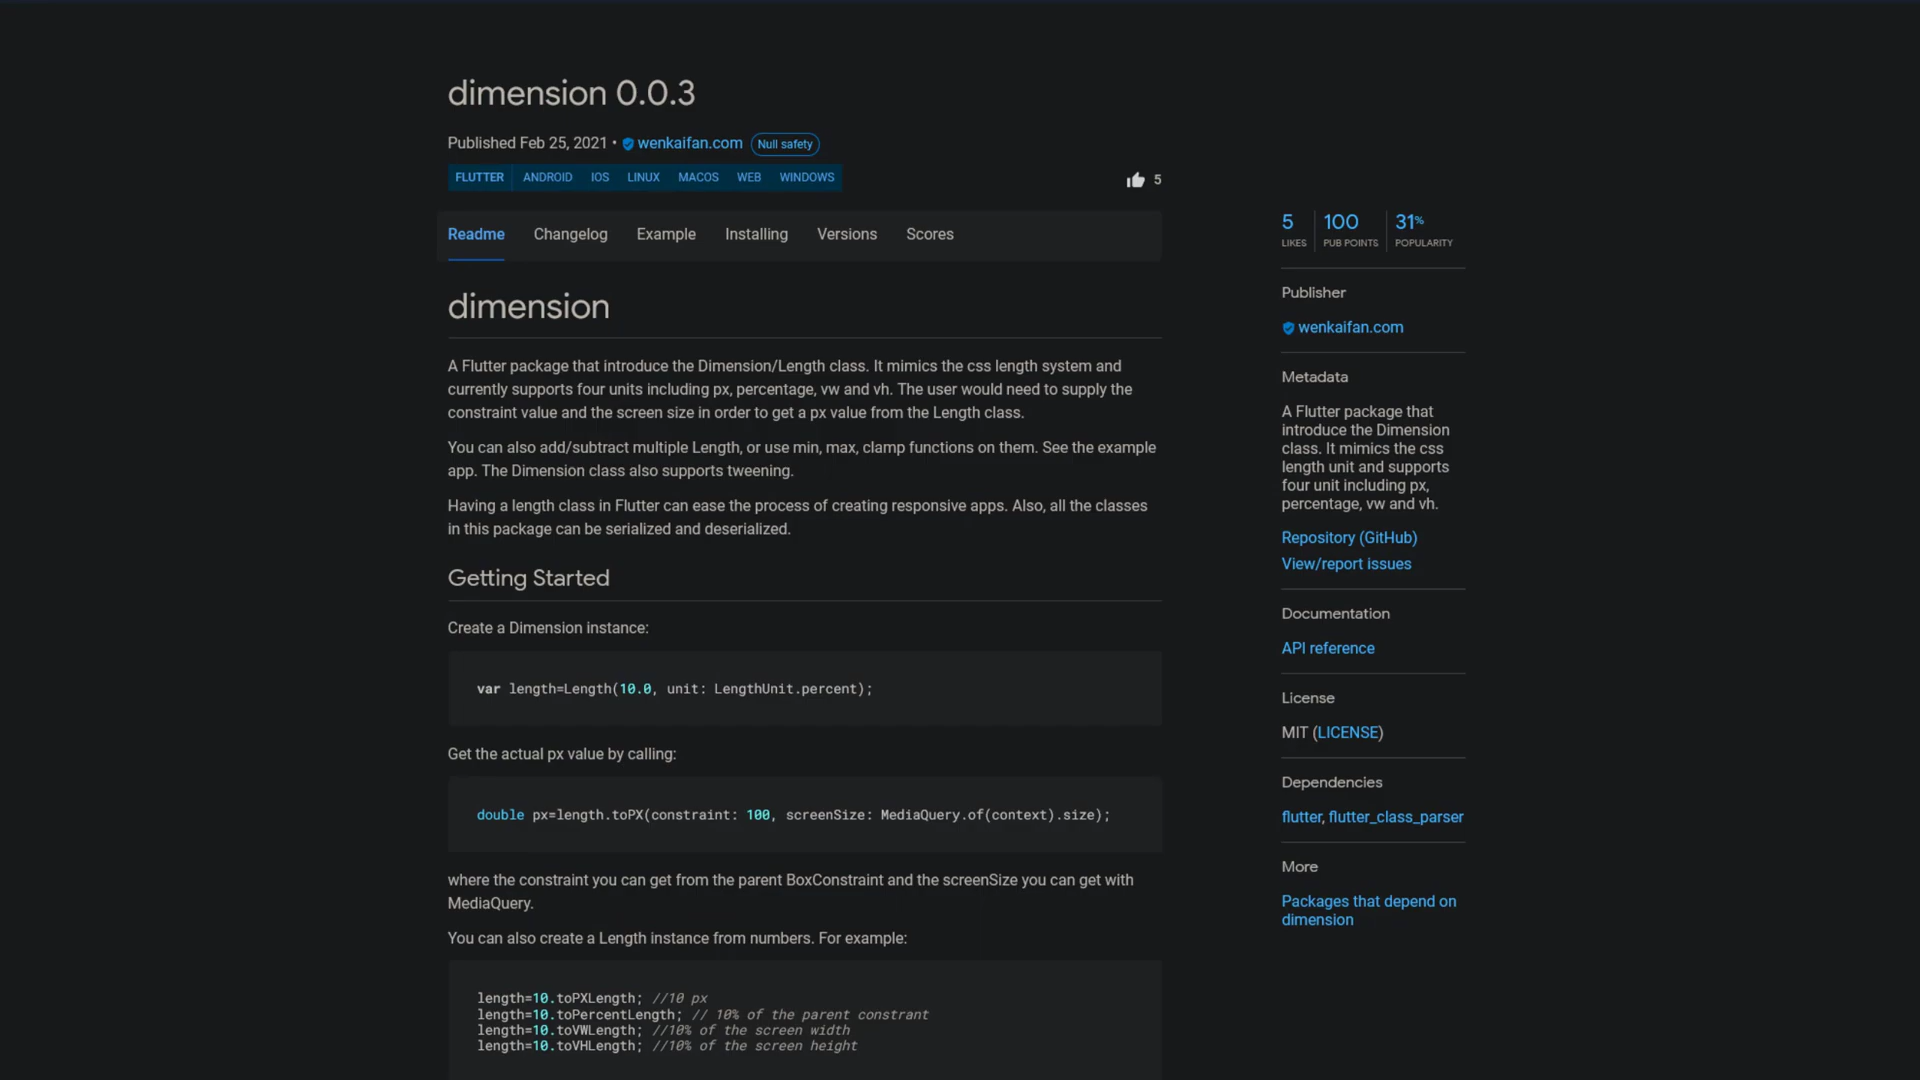 dimension 0.0.3
Published Feb 25, 2021 • wenkaifan.com Null safety
FLUTTER ANDROID IOS LINUX MACOS WEB WINDOWS
5
Readme Changelog Example Installing Versions Scores
dimension
A Flutter package that introduce the Dimension/Length class. It mimics the css length system and
currently supports four units including px, percentage, vw and vh. The user would need to supply the
constraint value and the screen size in order to get a px value from the Length class.
You can also add/subtract multiple Length, or use min, max, clamp functions on them. See the example
app. The Dimension class also supports tweening.
Having a length class in Flutter can ease the process of creating responsive apps. Also, all the classes
in this package can be serialized and deserialized.
Getting Started
Create a Dimension instance:
var length=Length(10.0, unit: LengthUnit.percent);
Get the actual px value by calling:
double px=length.toPX(constraint: 100, screenSize: MediaQuery.of(context).size);
where the constraint you can get from the parent BoxConstraint and the screenSize you can get with
MediaQuery.
You can also create a Length instance from numbers. For example:
length=10.toPXLength; //10 px
length=10.toPercentLength; // 10% of the parent constrant
length=10.toVWLength; //10% of the screen width
length=10.toVHLength; //10% of the screen height
5 100 31%
LIKES PUB POINTS POPULARITY
Publisher
wenkaifan.com
Metadata
A Flutter package that
introduce the Dimension
class. It mimics the css
length unit and supports
four unit including px,
percentage, vw and vh.
Repository (GitHub)
View/report issues
Documentation
API reference
License
MIT (LICENSE)
Dependencies
flutter, flutter_class_parser
More
Packages that depend on
dimension